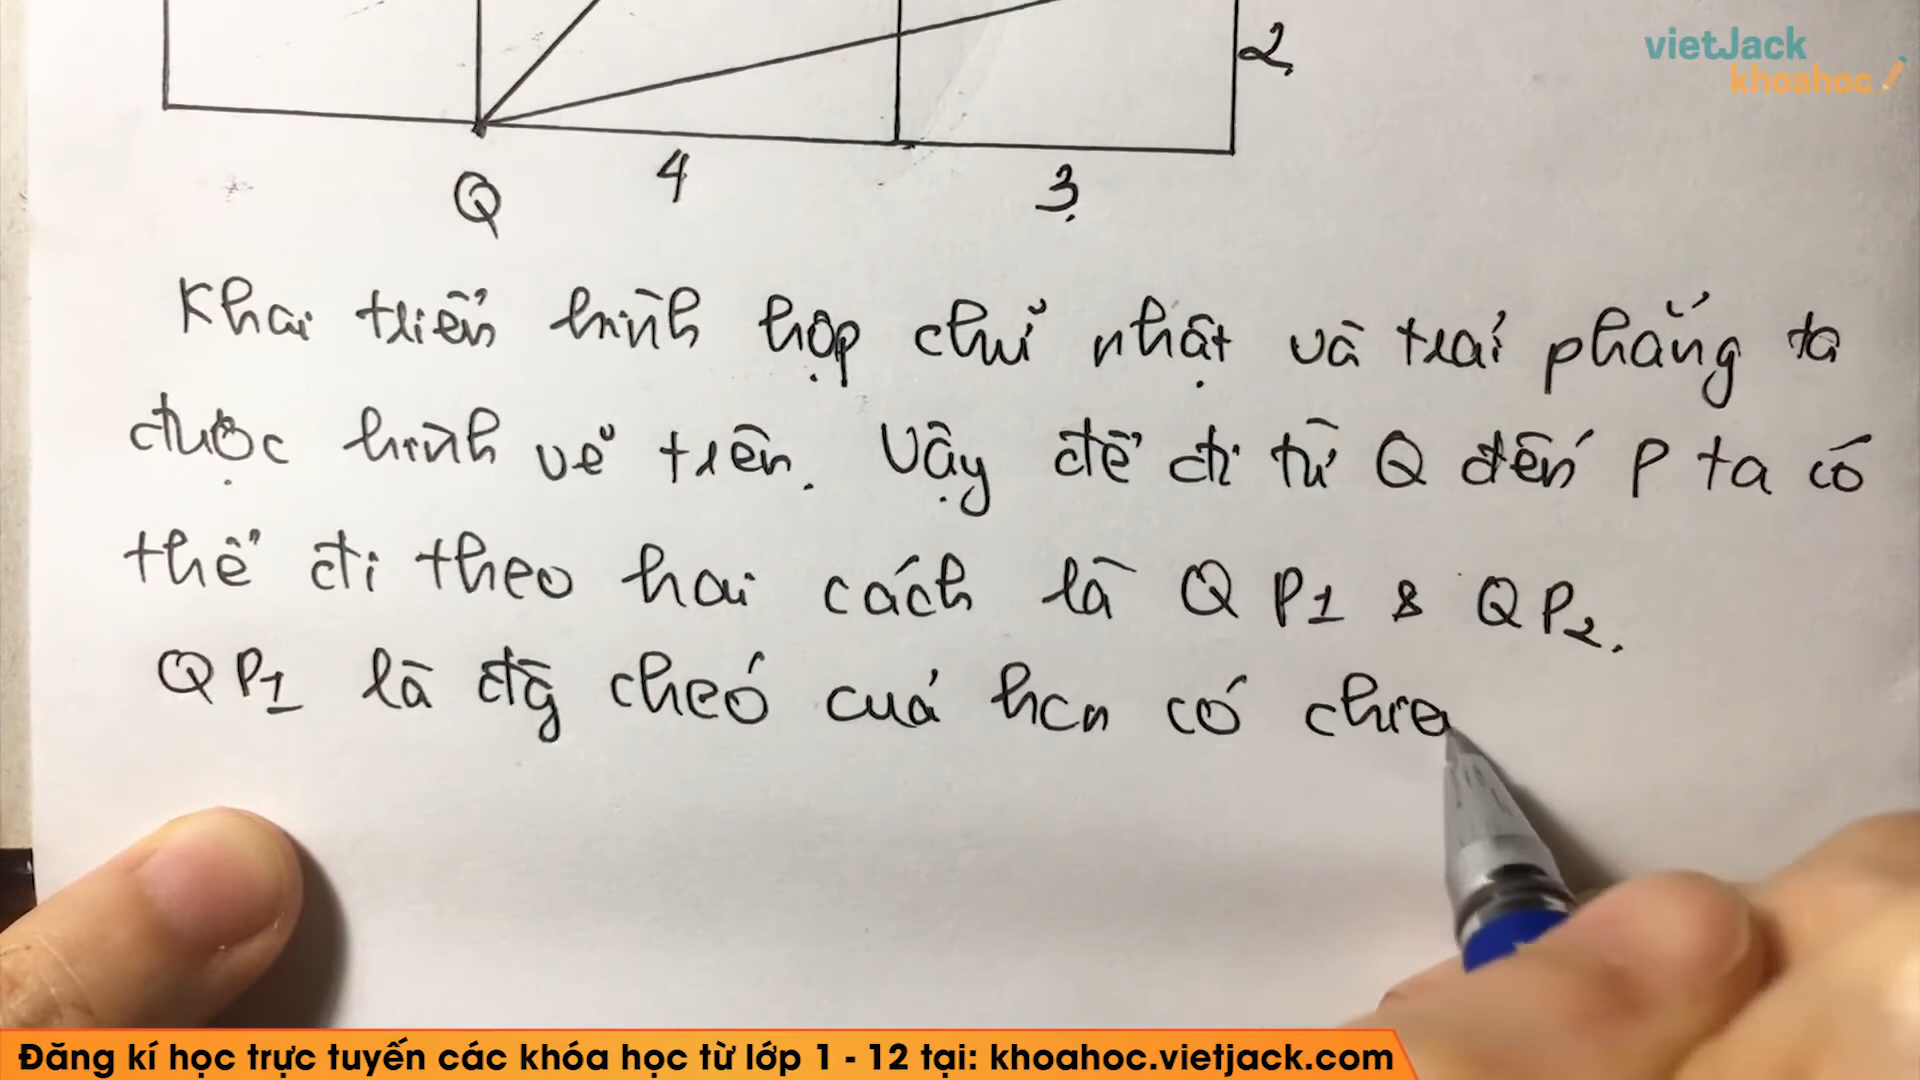 vietJack
khoahoc
2
Q
4
3
Khai triển hình hộp chữ nhật và trải phẳng ta
được hình vẽ trên. Vậy để đi từ Q đến P ta có
thể đi theo hai cách là QP1 & QP2.
QP1 là đg chéo của hcn có chiề
Đăng kí học trực tuyến các khóa học từ lớp 1 - 12 tại: khoahoc.vietjack.com